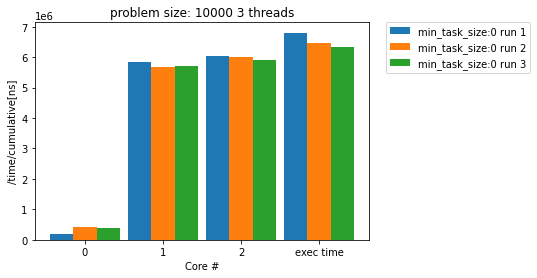 problem size: 10000 3 threads
1e6
7
6
5
4
3
2
1
0
/time/cumulative[ns]
0 1 2 exec time
Core #
min_task_size:0 run 1
min_task_size:0 run 2
min_task_size:0 run 3